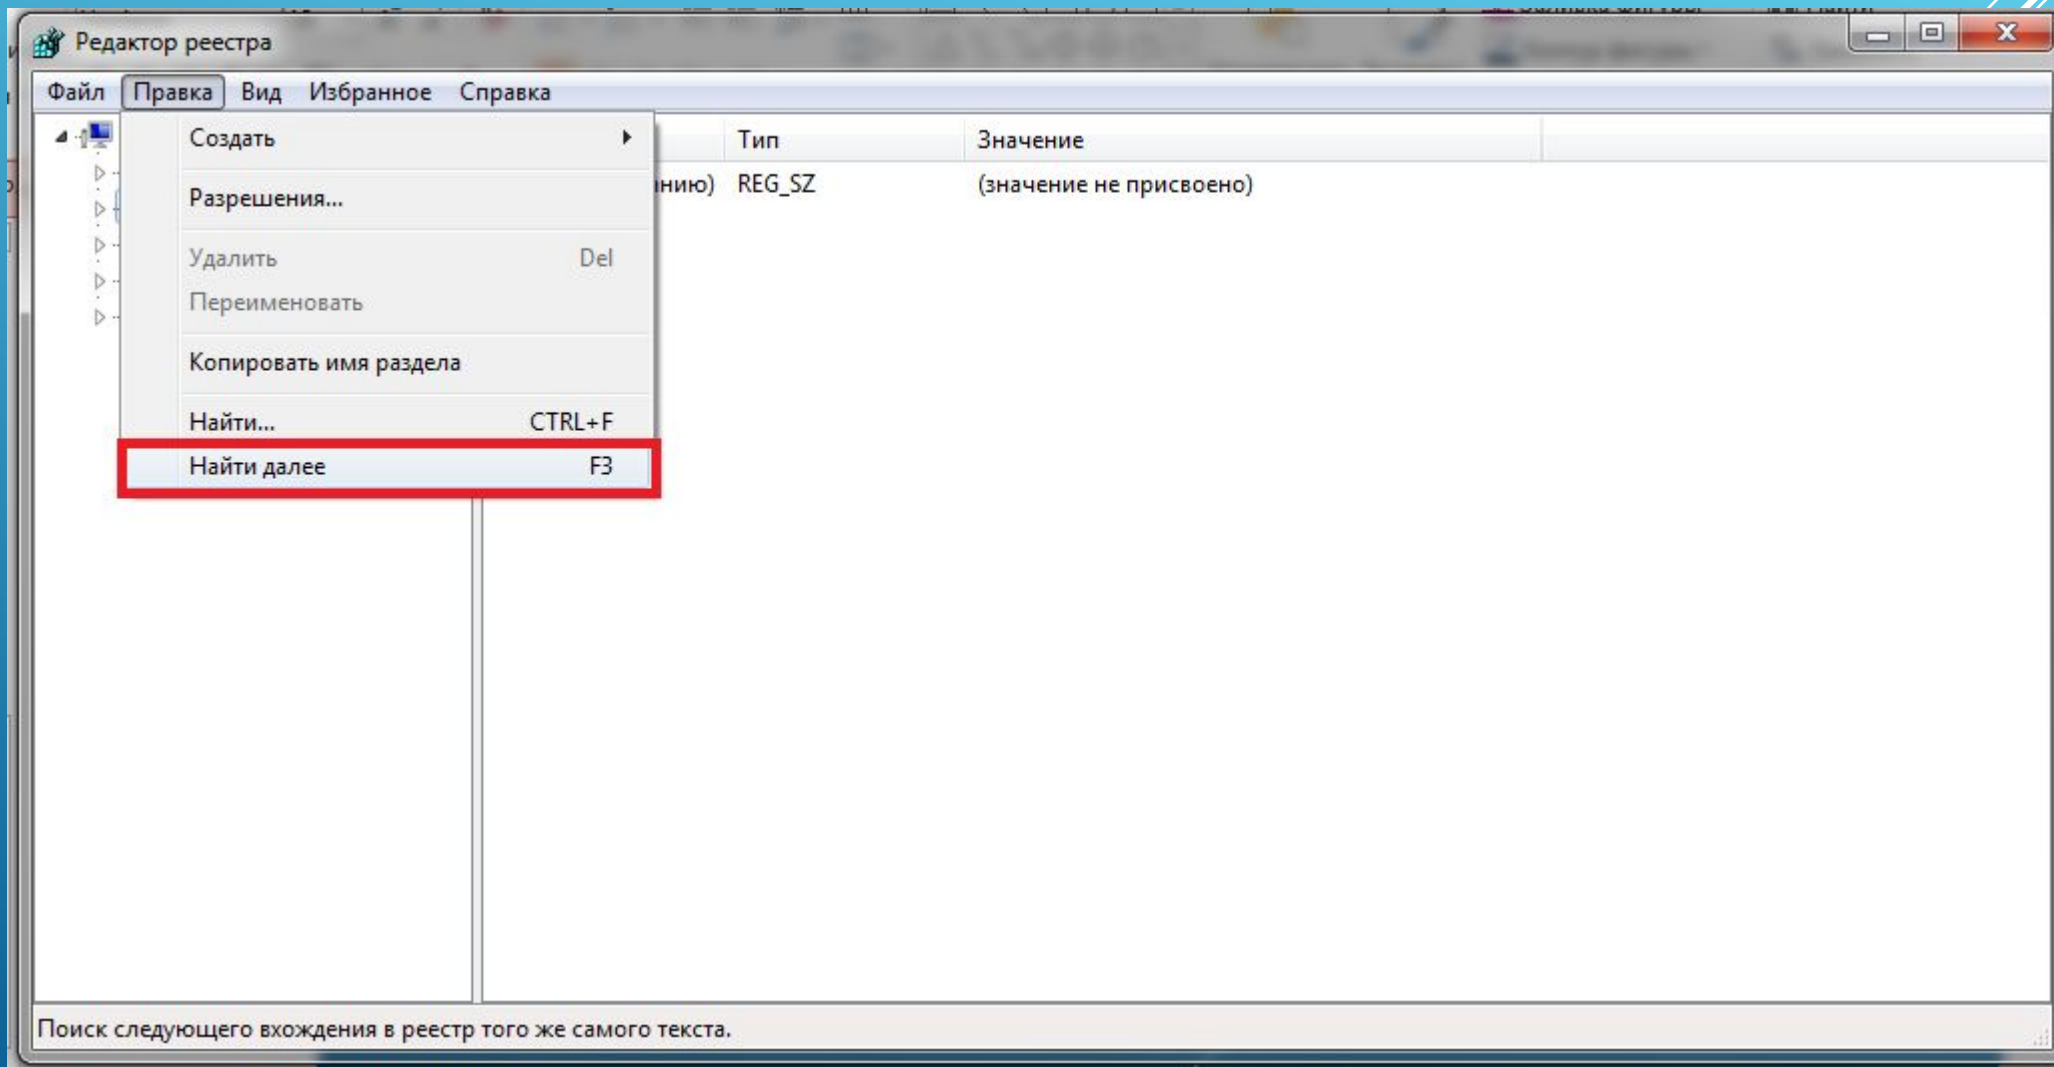 Редактор реестра
Файл Правка Вид Избранное Справка
Создать
Тип Значение
нию) REG_SZ (значение не присвоено)
Разрешения...
Удалить Del
Переименовать
Копировать имя раздела
Найти... CTRL+F
Найти далее F3
Поиск следующего вхождения в реестр того же самого текста.